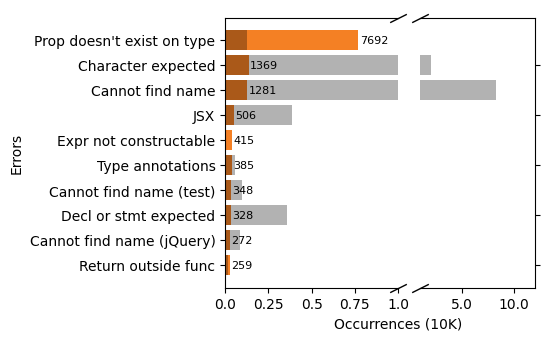 Prop doesn't exist on type 7692
Character expected 1369
Cannot find name 1281
JSX 506
Expr not constructable 415
Type annotations 385
Cannot find name (test) 348
Decl or stmt expected 328
Cannot find name (jQuery) 272
Return outside func 259
Errors
0.0 0.25 0.5 0.75 1.0 5.0 10.0
Occurrences (10K)